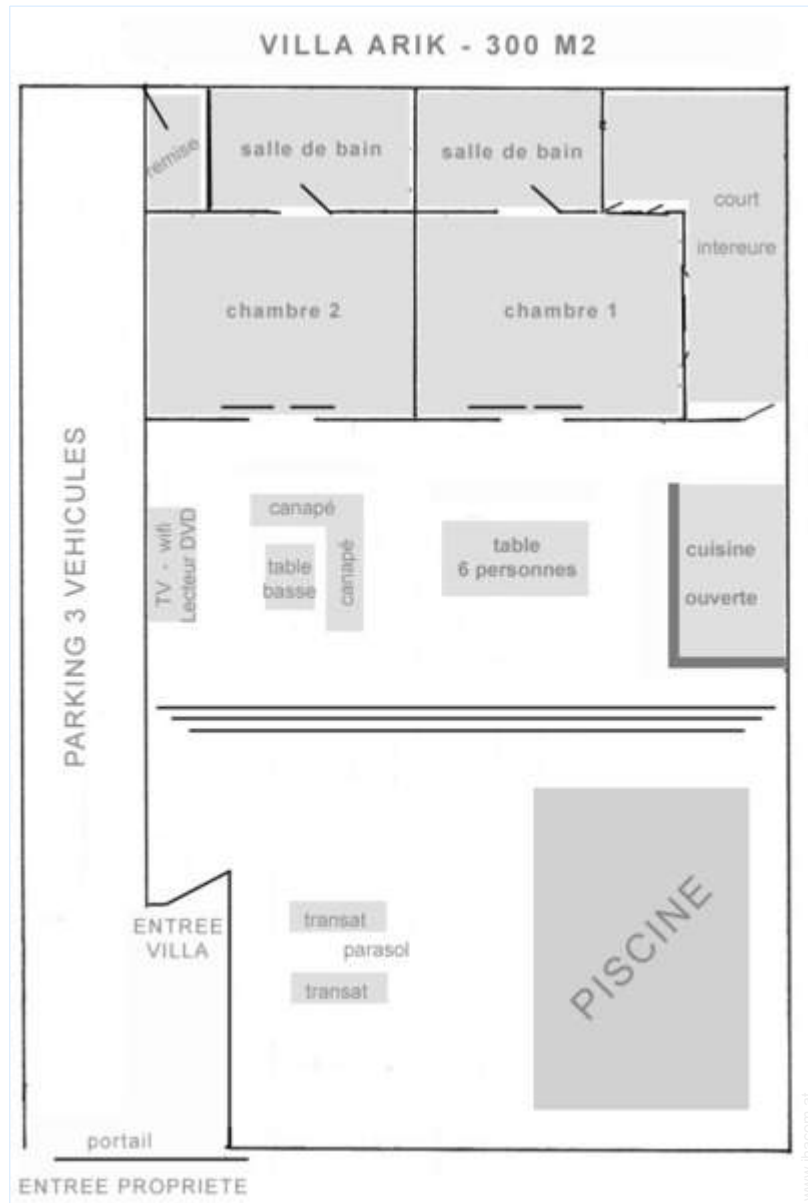 VILLA ARIK - 300 M2
remise
salle de bain
salle de bain
court
intereure
chambre 2
chambre 1
PARKING 3 VEHICULES
TV - wifi
Lecteur DVD
canapé
table
basse
canapé
table
6 personnes
cuisine
ouverte
ENTREE
VILLA
transat
parasol
transat
PISCINE
portail
ENTREE PROPRIETE